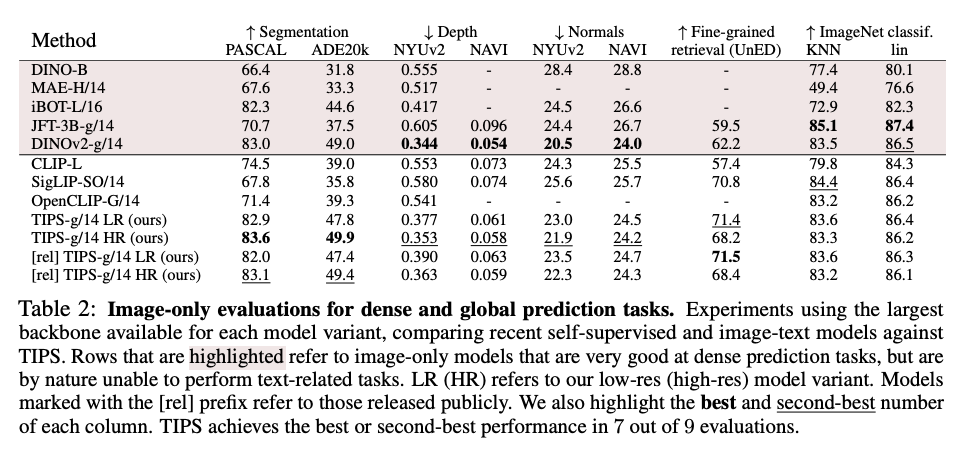 Method ↑ Segmentation ↓ Depth ↓ Normals ↑ Fine-grained ↑ ImageNet classif.
PASCAL ADE20k NYUv2 NAVI NYUv2 NAVI retrieval (UnED) KNN lin
DINO-B 66.4 31.8 0.555 - 28.4 28.8 - 77.4 80.1
MAE-H/14 67.6 33.3 0.517 - - - - 49.4 76.6
iBOT-L/16 82.3 44.6 0.417 - 24.5 26.6 - 72.9 82.3
JFT-3B-g/14 70.7 37.5 0.605 0.096 24.4 26.7 59.5 85.1 87.4
DINOv2-g/14 83.0 49.0 0.344 0.054 20.5 24.0 62.2 83.5 86.5
CLIP-L 74.5 39.0 0.553 0.073 24.3 25.5 57.4 79.8 84.3
SigLIP-SO/14 67.8 35.8 0.580 0.074 25.6 25.7 70.8 84.4 86.4
OpenCLIP-G/14 71.4 39.3 0.541 - - - - 83.2 86.2
TIPS-g/14 LR (ours) 82.9 47.8 0.377 0.061 23.0 24.5 71.4 83.6 86.4
TIPS-g/14 HR (ours) 83.6 49.9 0.353 0.058 21.9 24.2 68.2 83.3 86.2
[rel] TIPS-g/14 LR (ours) 82.0 47.4 0.390 0.063 23.5 24.7 71.5 83.6 86.3
[rel] TIPS-g/14 HR (ours) 83.1 49.4 0.363 0.059 22.3 24.3 68.4 83.2 86.1
Table 2: Image-only evaluations for dense and global prediction tasks. Experiments using the largest
backbone available for each model variant, comparing recent self-supervised and image-text models against
TIPS. Rows that are highlighted refer to image-only models that are very good at dense prediction tasks, but are
by nature unable to perform text-related tasks. LR (HR) refers to our low-res (high-res) model variant. Models
marked with the [rel] prefix refer to those released publicly. We also highlight the best and second-best number
of each column. TIPS achieves the best or second-best performance in 7 out of 9 evaluations.